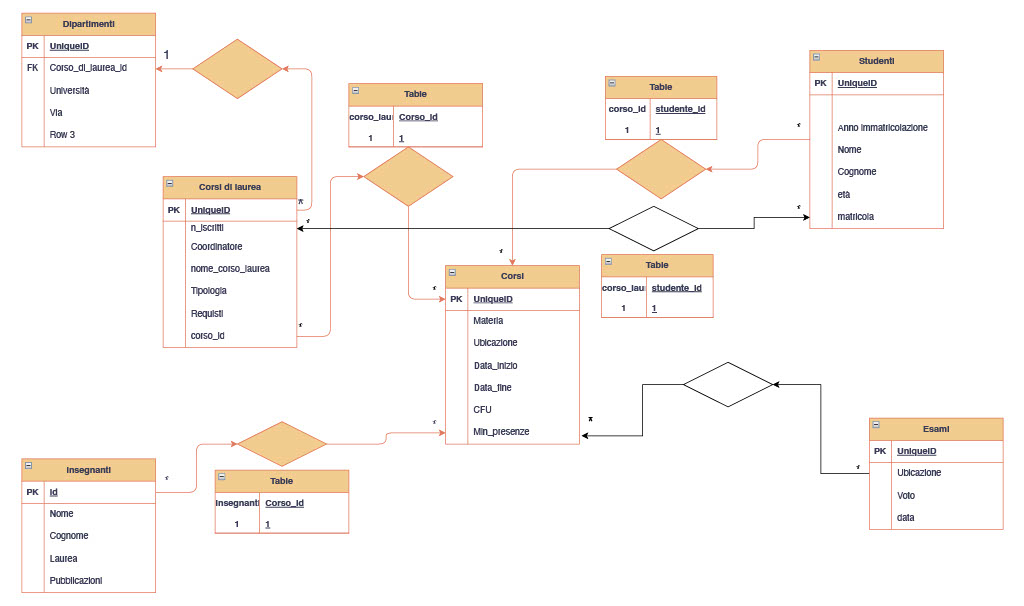 Dipartimenti
PK UniqueID
FK Corso_di_laurea_id
Università
Via
Row 3
1
Table
corso_lau Corso_id
1 1
Table
corso_id studente_id
1 1
Studenti
PK UniqueID
Anno immatricolazione
Nome
Cognome
età
matricola
*
*
Corsi di laurea
PK UniqueID
n_iscritti
Coordinatore
nome_corso_laurea
Tipologia
Requisti
corso_id
*
*
*
Table
corso_lau studente_id
1 1
Corsi
PK UniqueID
Materia
Ubicazione
Data_inizio
Data_fine
CFU
Min_presenze
*
*
*
*
Esami
PK UniqueID
Ubicazione
Voto
data
*
Insegnanti
PK id
Nome
Cognome
Laurea
Pubblicazioni
*
Table
Insegnanti Corso_id
1 1